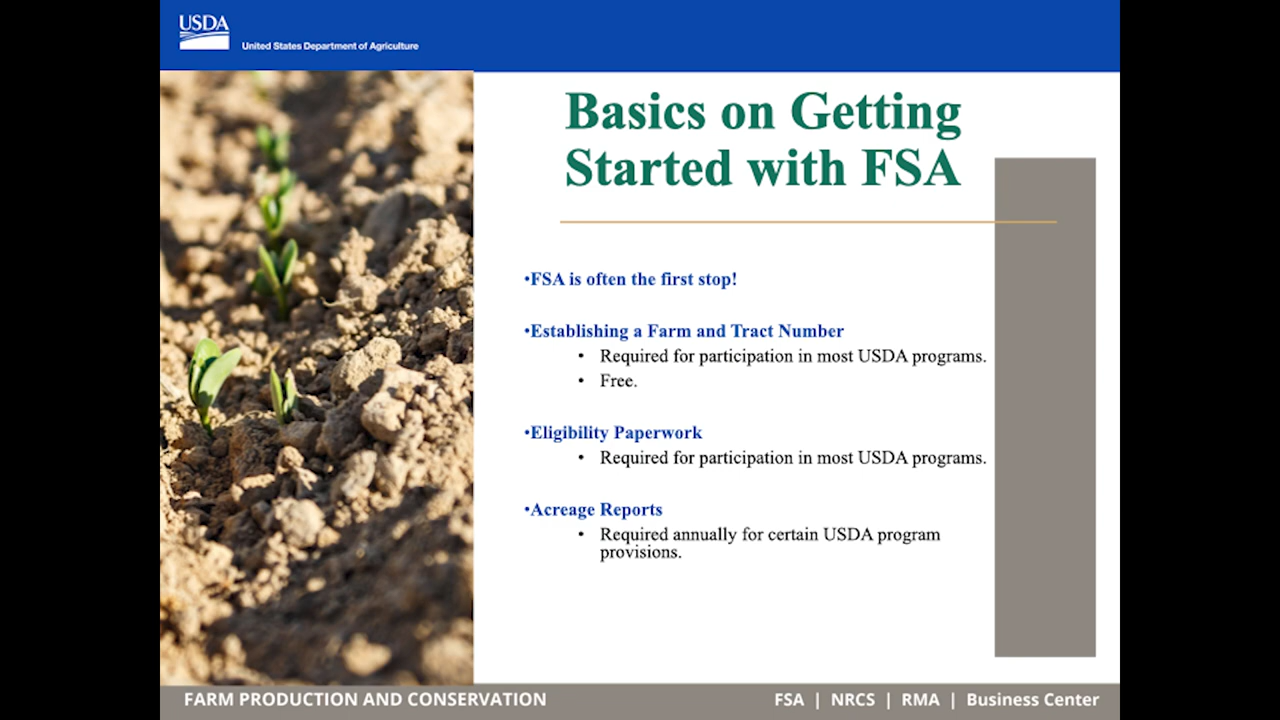 USDA
United States Department of Agriculture
Basics on Getting
Started with FSA
•FSA is often the first stop!
•Establishing a Farm and Tract Number
• Required for participation in most USDA programs.
• Free.
•Eligibility Paperwork
• Required for participation in most USDA programs.
•Acreage Reports
• Required annually for certain USDA program
provisions.
FARM PRODUCTION AND CONSERVATION
FSA | NRCS | RMA | Business Center